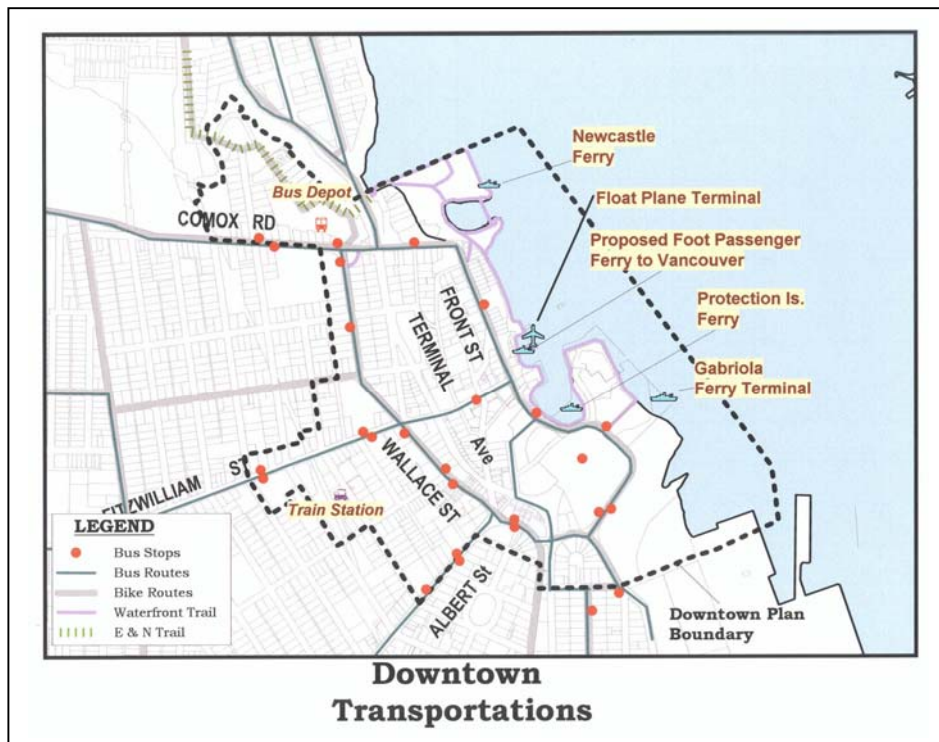 Newcastle
Ferry
Bus Depot
Float Plane Terminal
COMOX RD
Proposed Foot Passenger
Ferry to Vancouver
Protection Is.
Ferry
FRONT ST
TERMINAL
Ave
Gabriola
Ferry Terminal
WALLACE ST
FITZWILLIAM ST
Train Station
ALBERT St
LEGEND
Bus Stops
Bus Routes
Bike Routes
Waterfront Trail
E & N Trail
Downtown Plan
Boundary
Downtown
Transportations